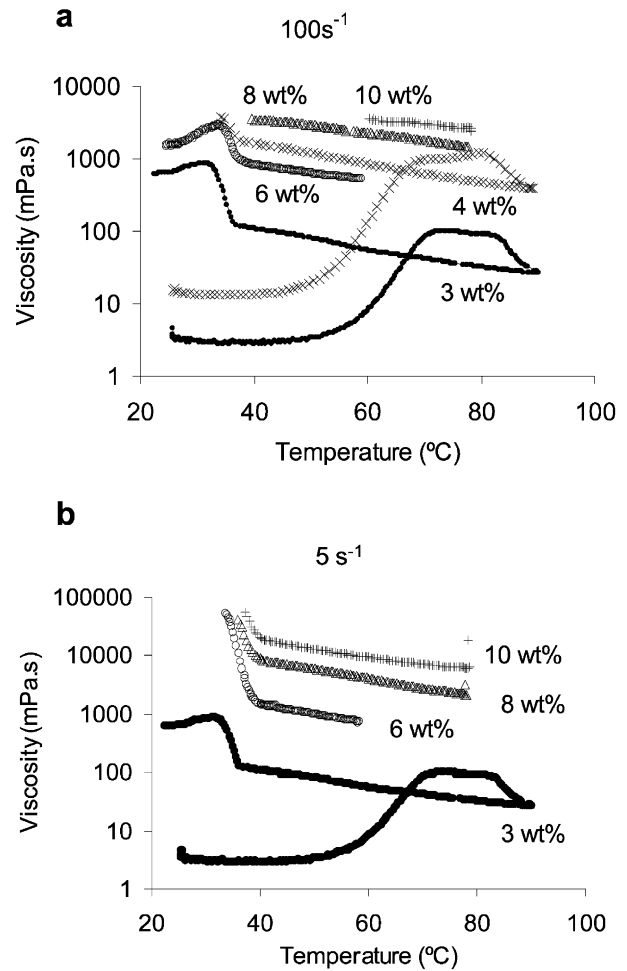 a
100s⁻¹
10000
8 wt%
10 wt%
1000
6 wt%
4 wt%
100
3 wt%
10
1
20
40
60
80
100
Viscosity (mPa.s)
Temperature (ºC)
b
5 s⁻¹
100000
10000
10 wt%
8 wt%
1000
6 wt%
100
3 wt%
10
1
20
40
60
80
100
Viscosity (mPa.s)
Temperature (ºC)